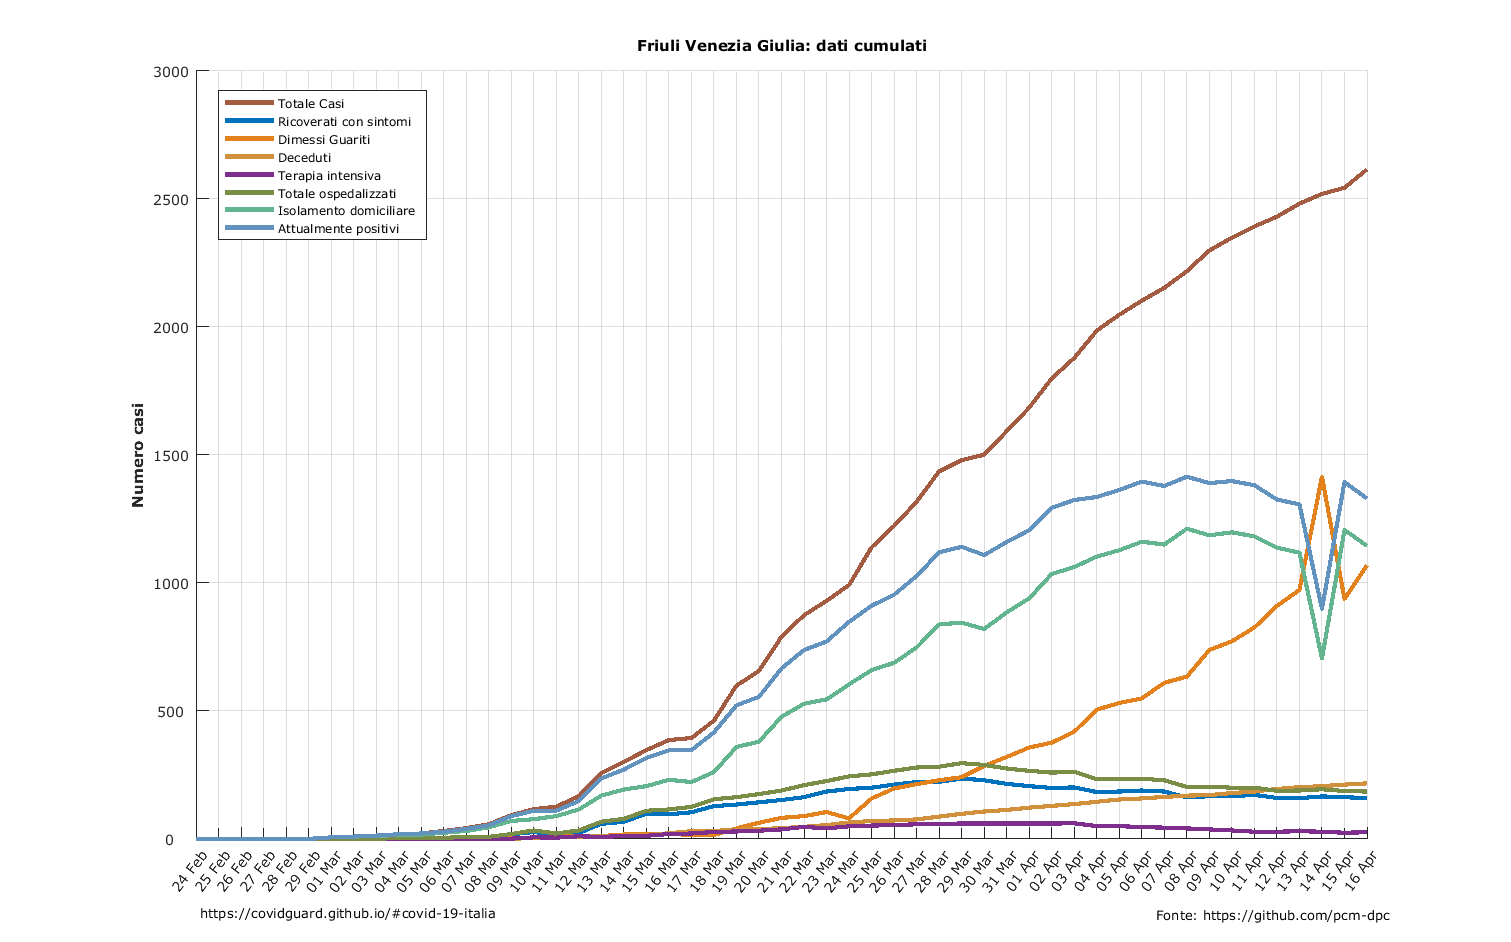 Friuli Venezia Giulia: dati cumulati
3000
2500
2000
1500
1000
500
0
Numero casi
Totale Casi
Ricoverati con sintomi
Dimessi Guariti
Deceduti
Terapia intensiva
Totale ospedalizzati
Isolamento domiciliare
Attualmente positivi
24 Feb
25 Feb
26 Feb
27 Feb
28 Feb
29 Feb
01 Mar
02 Mar
03 Mar
04 Mar
05 Mar
06 Mar
07 Mar
08 Mar
09 Mar
10 Mar
11 Mar
12 Mar
13 Mar
14 Mar
15 Mar
16 Mar
17 Mar
18 Mar
19 Mar
20 Mar
21 Mar
22 Mar
23 Mar
24 Mar
25 Mar
26 Mar
27 Mar
28 Mar
29 Mar
30 Mar
31 Mar
01 Apr
02 Apr
03 Apr
04 Apr
05 Apr
06 Apr
07 Apr
08 Apr
09 Apr
10 Apr
11 Apr
12 Apr
13 Apr
14 Apr
15 Apr
16 Apr
https://covidguard.github.io/#covid-19-italia
Fonte: https://github.com/pcm-dpc